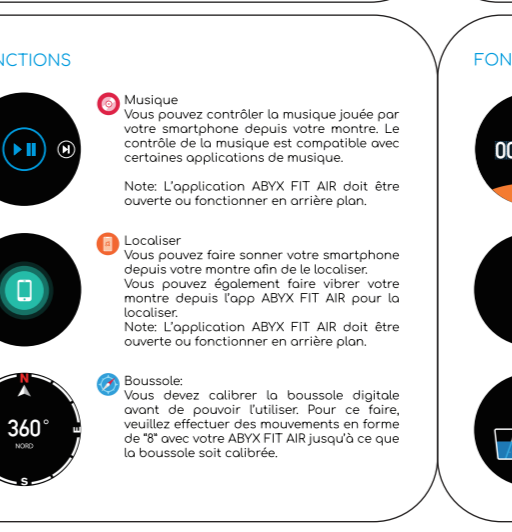 NCTIONS
Musique
Vous pouvez contrôler la musique jouée par
votre smartphone depuis votre montre. Le
contrôle de la musique est compatible avec
certaines applications de musique.
Note: L'application ABYX FIT AIR doit être
ouverte ou fonctionner en arrière plan.
Localiser
Vous pouvez faire sonner votre smartphone
depuis votre montre afin de le localiser.
Vous pouvez également faire vibrer votre
montre depuis l'app ABYX FIT AIR pour la
localiser.
Note: L'application ABYX FIT AIR doit être
ouverte ou fonctionner en arrière plan.
N
360°
NORD
E
S
Boussole:
Vous devez calibrer la boussole digitale
avant de pouvoir l'utiliser. Pour ce faire,
veuillez effectuer des mouvements en forme
de "8" avec votre ABYX FIT AIR jusqu'à ce que
la boussole soit calibrée.
FON
00